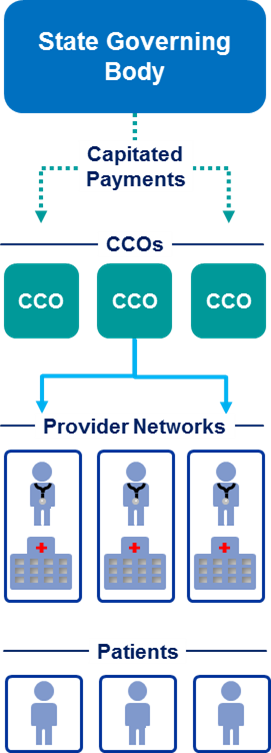 State Governing
Body
Capitated
Payments
CCOs
CCO CCO CCO
Provider Networks
Patients